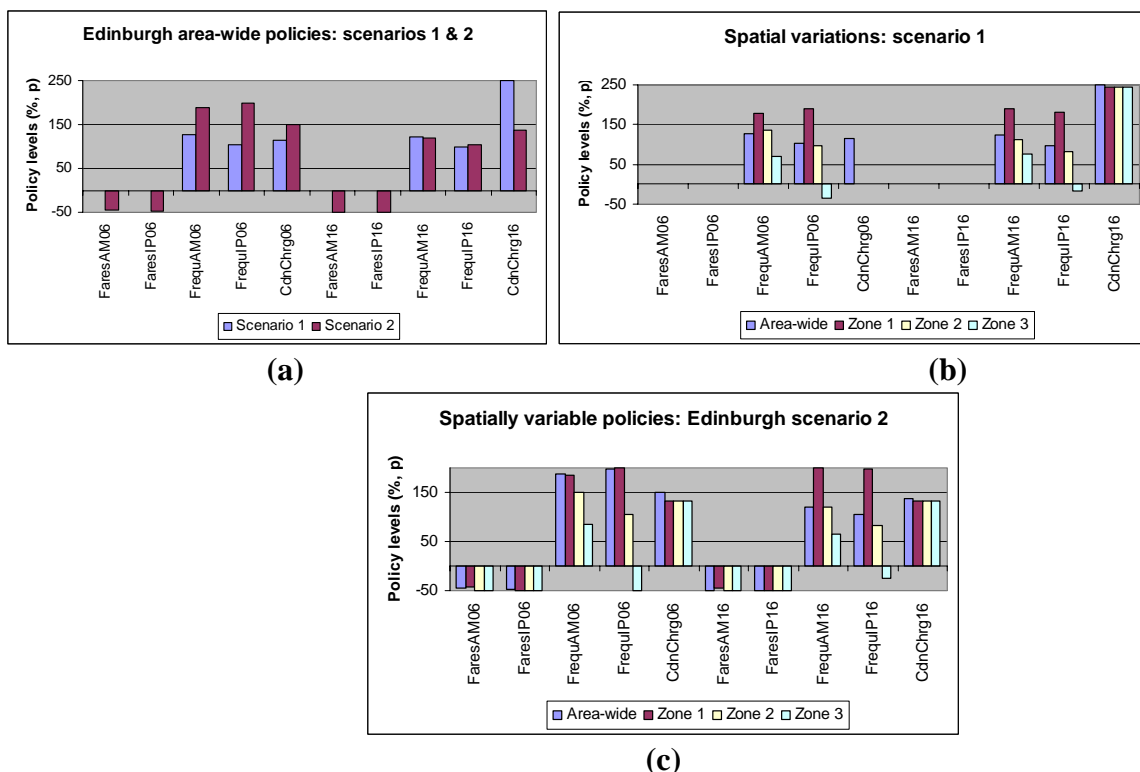 Edinburgh area-wide policies: scenarios 1 & 2
Policy levels (%, p)
250
150
50
-50
FaresAM06
FaresIP06
FrequAM06
FrequIP06
CdnChrg06
FaresAM16
FaresIP16
FrequAM16
FrequIP16
CdnChrg16
Scenario 1
Scenario 2
(a)
Spatial variations: scenario 1
Policy levels (%, p)
250
150
50
-50
FaresAM06
FaresIP06
FrequAM06
FrequIP06
CdnChrg06
FaresAM16
FaresIP16
FrequAM16
FrequIP16
CdnChrg16
Area-wide
Zone 1
Zone 2
Zone 3
(b)
Spatially variable policies: Edinburgh scenario 2
Policy levels (%, p)
150
50
-50
FaresAM06
FaresIP06
FrequAM06
FrequIP06
CdnChrg06
FaresAM16
FaresIP16
FrequAM16
FrequIP16
CdnChrg16
Area-wide
Zone 1
Zone 2
Zone 3
(c)